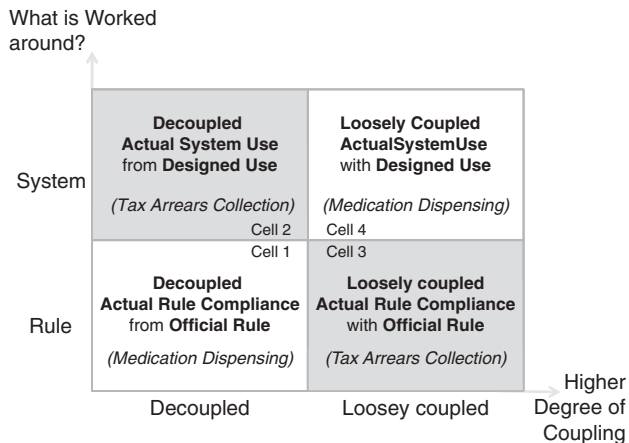 What is Worked
around?
System
Decoupled
Actual System Use
from Designed Use
(Tax Arrears Collection)
Cell 2
Loosely Coupled
ActualSystemUse
with Designed Use
(Medication Dispensing)
Cell 4
Rule
Cell 1
Decoupled
Actual Rule Compliance
from Official Rule
(Medication Dispensing)
Cell 3
Loosely coupled
Actual Rule Compliance
with Official Rule
(Tax Arrears Collection)
Decoupled
Loosey coupled
Higher
Degree of
Coupling